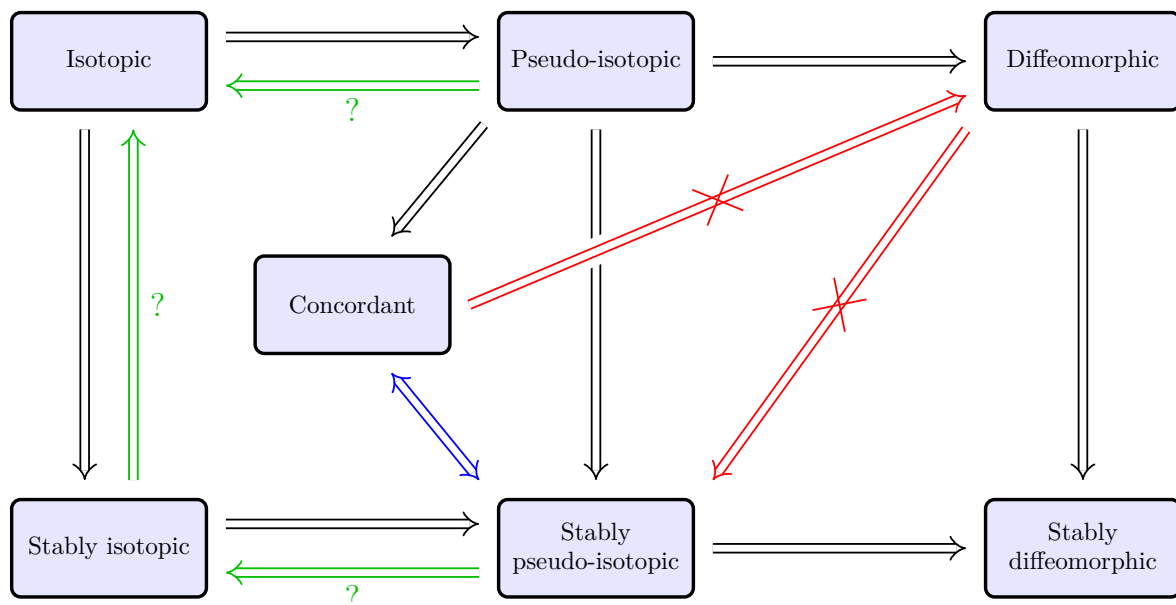 Isotopic
Pseudo-isotopic
Diffeomorphic
?
Concordant
?
Stably isotopic
Stably
pseudo-isotopic
Stably
diffeomorphic
?